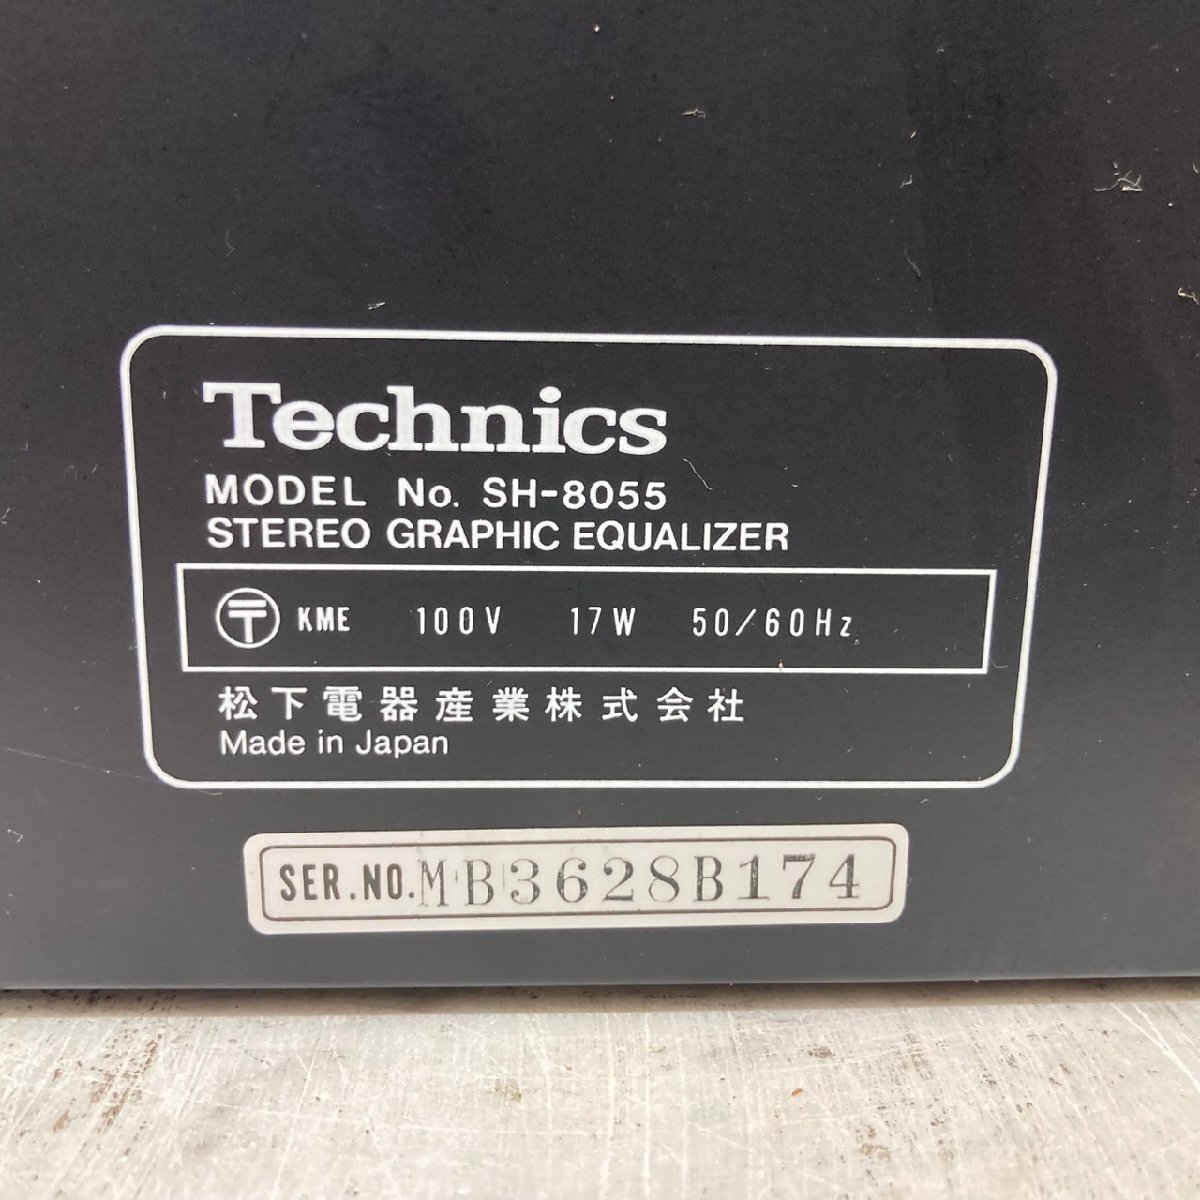 Technics
MODEL No. SH-8055
STEREO GRAPHIC EQUALIZER
〶 KME 100V 17W 50/60Hz
松下電器産業株式会社
Made in Japan
SER.NO. MB3628B174